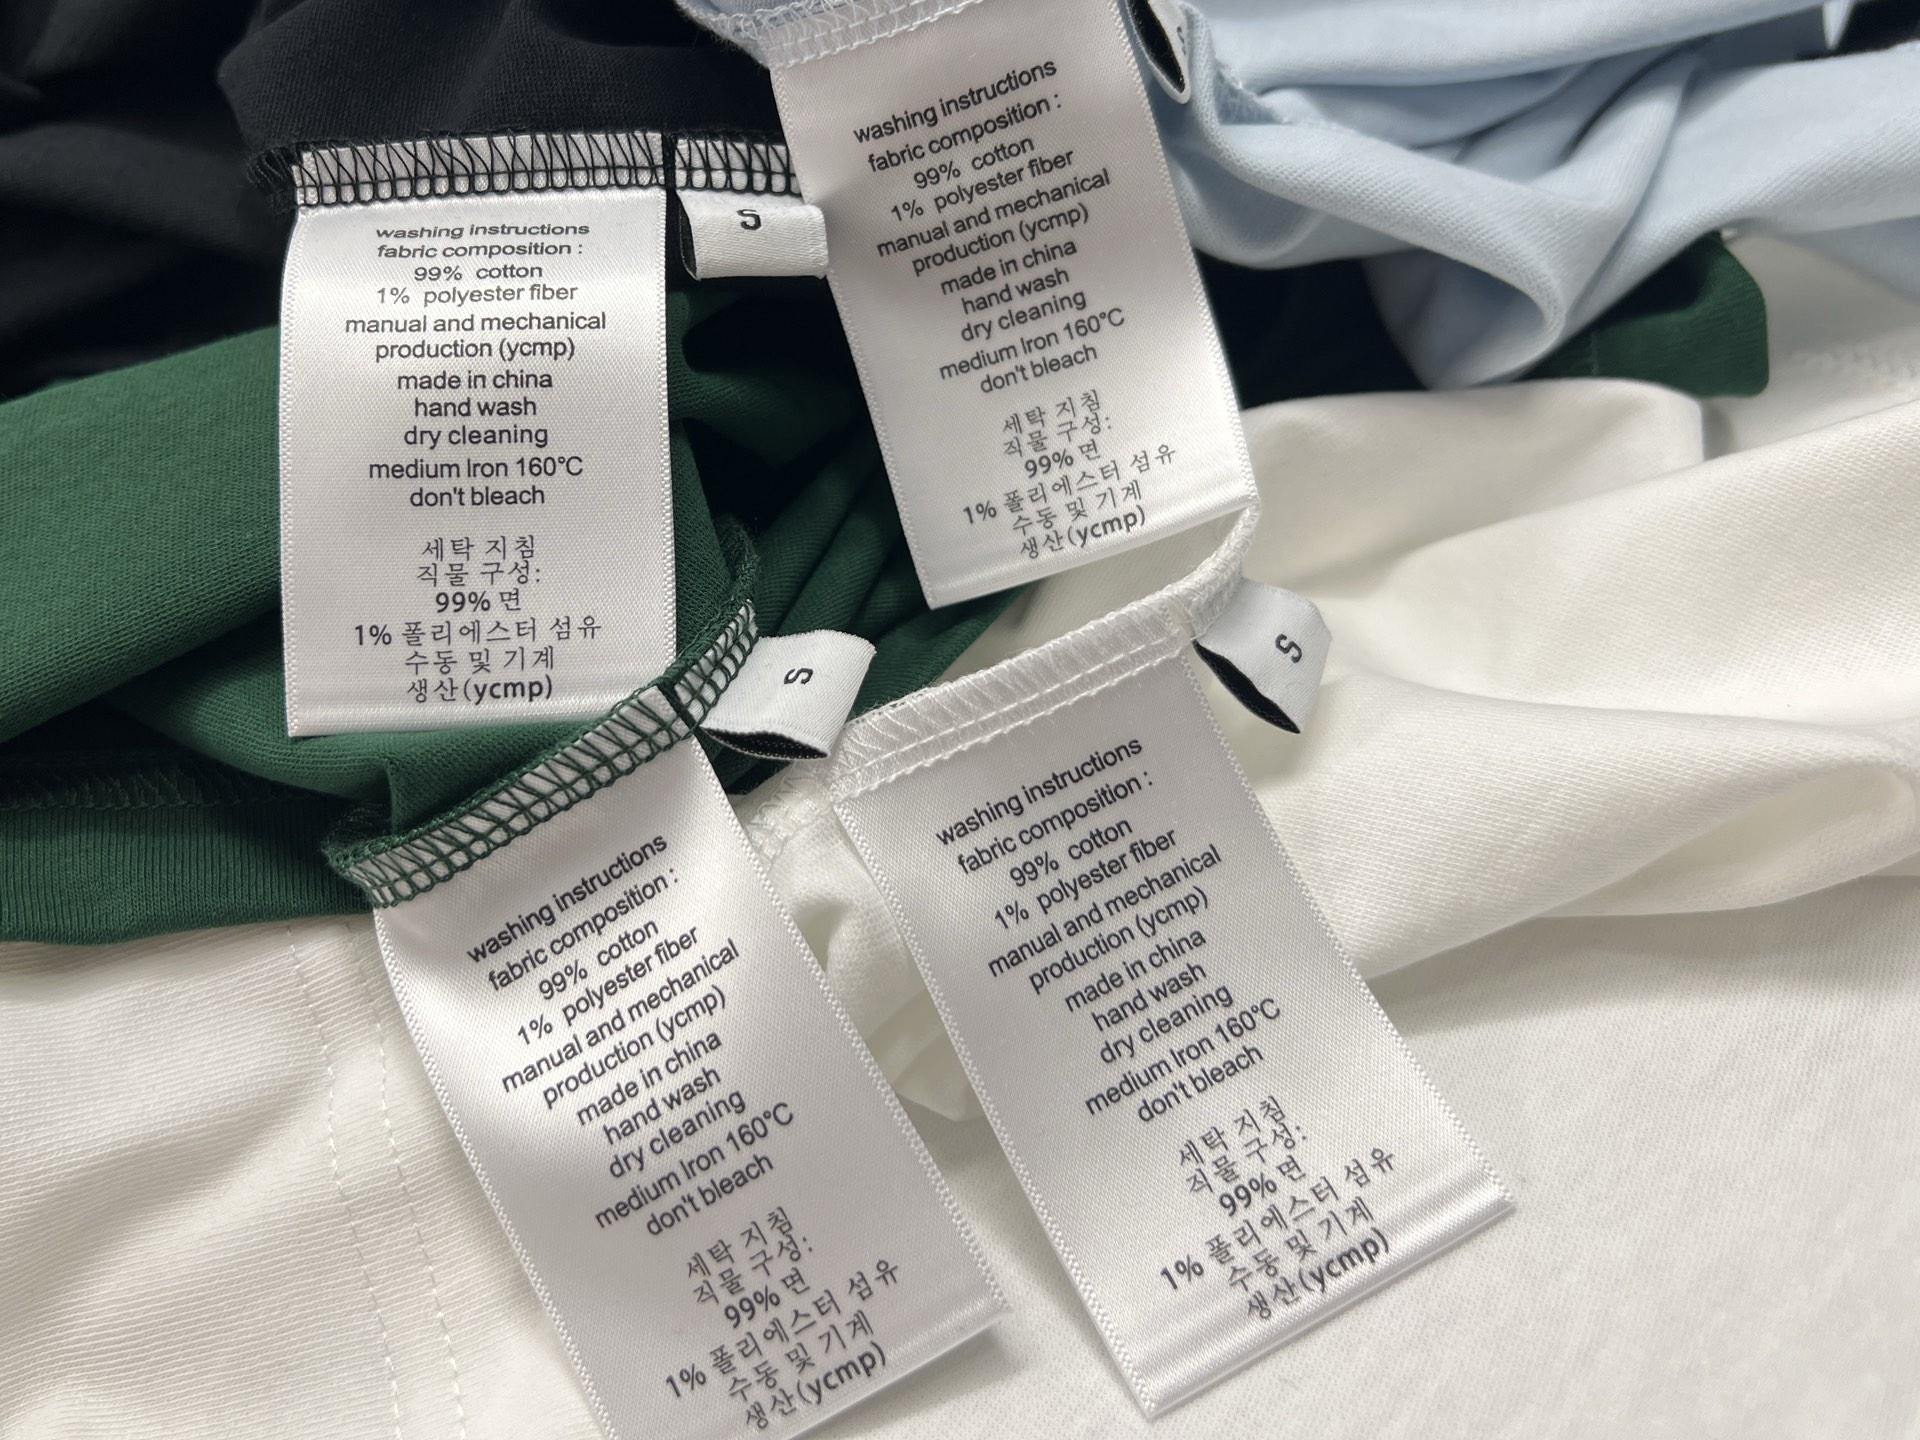 washing instructions
fabric composition :
99% cotton
1% polyester fiber
manual and mechanical
production (ycmp)
made in china
hand wash
dry cleaning
medium Iron 160°C
don't bleach
세탁 지침
직물 구성:
99% 면
1% 폴리에스터 섬유
수동 및 기계
생산(ycmp)
S
washing instructions
fabric composition :
99% cotton
1% polyester fiber
manual and mechanical
production (ycmp)
made in china
hand wash
dry cleaning
medium Iron 160°C
don't bleach
세탁 지침
직물 구성:
99% 면
1% 폴리에스터 섬유
수동 및 기계
생산(ycmp)
S
washing instructions
fabric composition :
99% cotton
1% polyester fiber
manual and mechanical
production (ycmp)
made in china
hand wash
dry cleaning
medium Iron 160°C
don't bleach
세탁 지침
직물 구성:
99% 면
1% 폴리에스터 섬유
수동 및 기계
생산(ycmp)
S
washing instructions
fabric composition :
99% cotton
1% polyester fiber
manual and mechanical
production (ycmp)
made in china
hand wash
dry cleaning
medium Iron 160°C
don't bleach
세탁 지침
직물 구성:
99% 면
1% 폴리에스터 섬유
수동 및 기계
생산(ycmp)